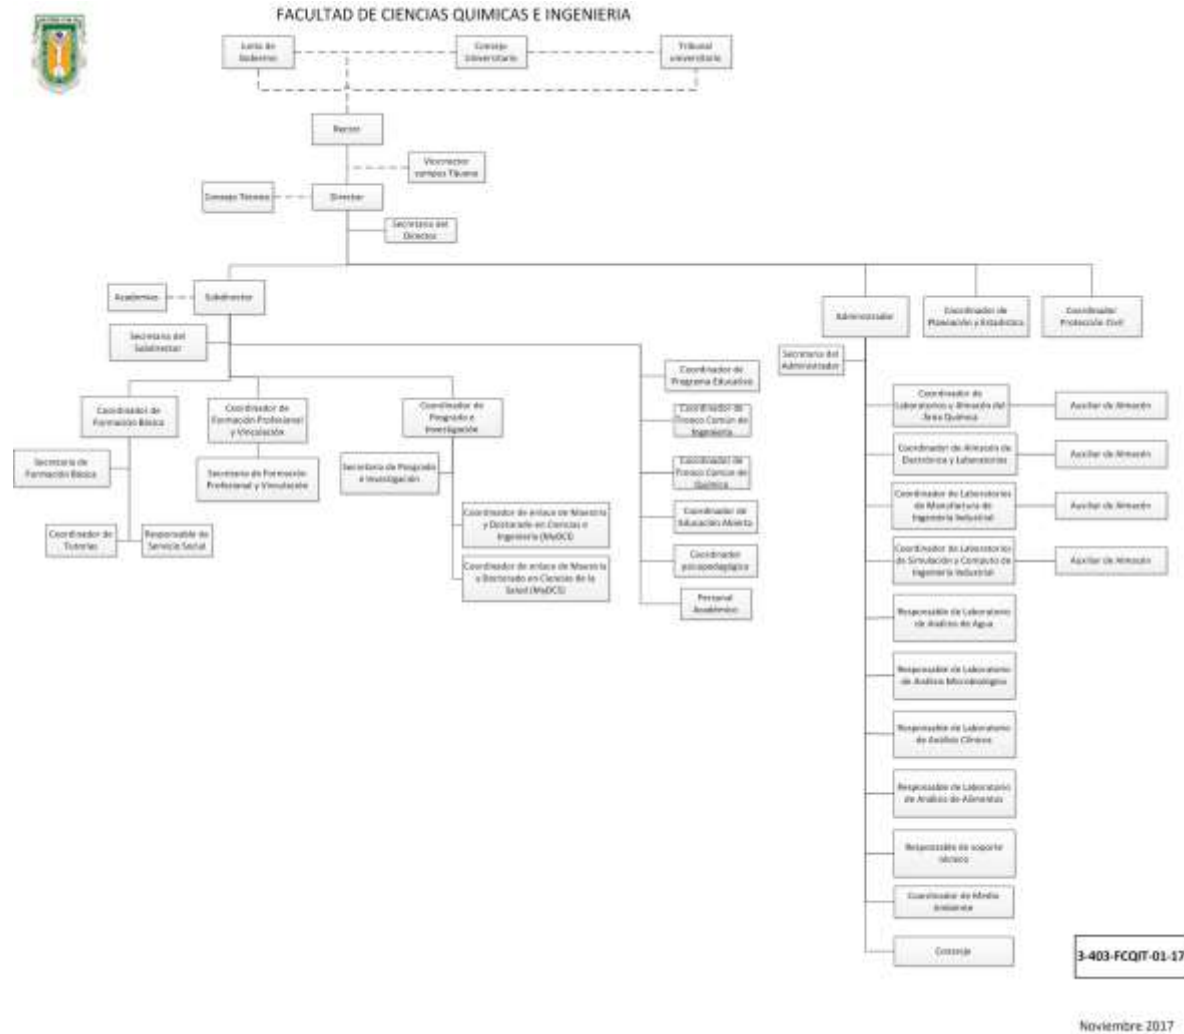 FACULTAD DE CIENCIAS QUIMICAS E INGENIERIA
Junta de
Gobierno
Consejo
Universitario
Tribunal
universitario
Rector
Vicerrector
campus Tijuana
Consejo Técnico
Director
Secretaria del
Director
Academias
Subdirector
Administrador
Coordinador de
Planeación y Estadística
Coordinador
Protección Civil
Secretaria del
Subdirector
Secretaria del
Administrador
Coordinador de
Formación Básica
Coordinador de
Formación Profesional
y Vinculación
Coordinador de
Posgrado e
Investigación
Secretaria de
Formación Básica
Secretaria de Formación
Profesional y Vinculación
Secretaria de Posgrado
e Investigación
Coordinador de
Tutorías
Responsable de
Servicio Social
Coordinador de enlace de Maestría
y Doctorado en Ciencias e
Ingeniería (MyDCI)
Coordinador de enlace de Maestría
y Doctorado en Ciencias de la
Salud (MyDCS)
Coordinador de
Programa Educativo
Coordinador de
Tronco Común de
Ingeniería
Coordinador de
Tronco Común de
Química
Coordinador de
Educación Abierta
Coordinador
psicopedagógico
Personal
Académico
Coordinador de
Laboratorios y Almacén del
Área Química
Auxiliar de Almacén
Coordinador de Almacén de
Electrónica y Laboratorios
Auxiliar de Almacén
Coordinador de Laboratorios
de Manufactura de
Ingeniería Industrial
Auxiliar de Almacén
Coordinador de Laboratorios
de Simulación y Computo de
Ingeniería Industrial
Auxiliar de Almacén
Responsable de Laboratorio
de Análisis de Agua
Responsable de Laboratorio
de Análisis Microbiológico
Responsable de Laboratorio
de Análisis Clínicos
Responsable de Laboratorio
de Análisis de Alimentos
Responsable de soporte
técnico
Coordinador de Medio
Ambiente
Conserje
3-403-FCQIT-01-17
Noviembre 2017